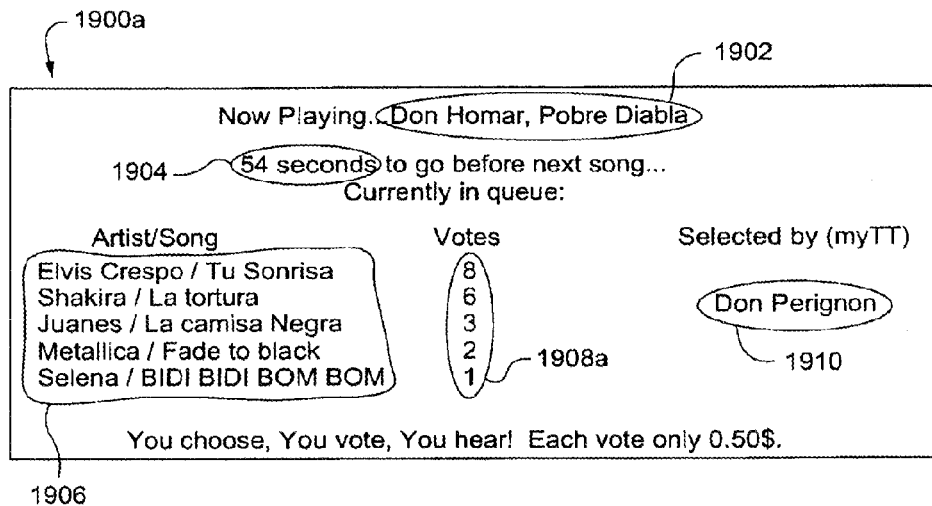 1900a
1902
Now Playing...Don Homar, Pobre Diabla
1904
54 seconds to go before next song...
Currently in queue:
Artist/Song Votes Selected by (myTT)
Elvis Crespo / Tu Sonrisa 8
Shakira / La tortura 6 Don Perignon
Juanes / La camisa Negra 3
Metallica / Fade to black 2 1908a 1910
Selena / BIDI BIDI BOM BOM 1
You choose, You vote, You hear! Each vote only 0.50$.
1906